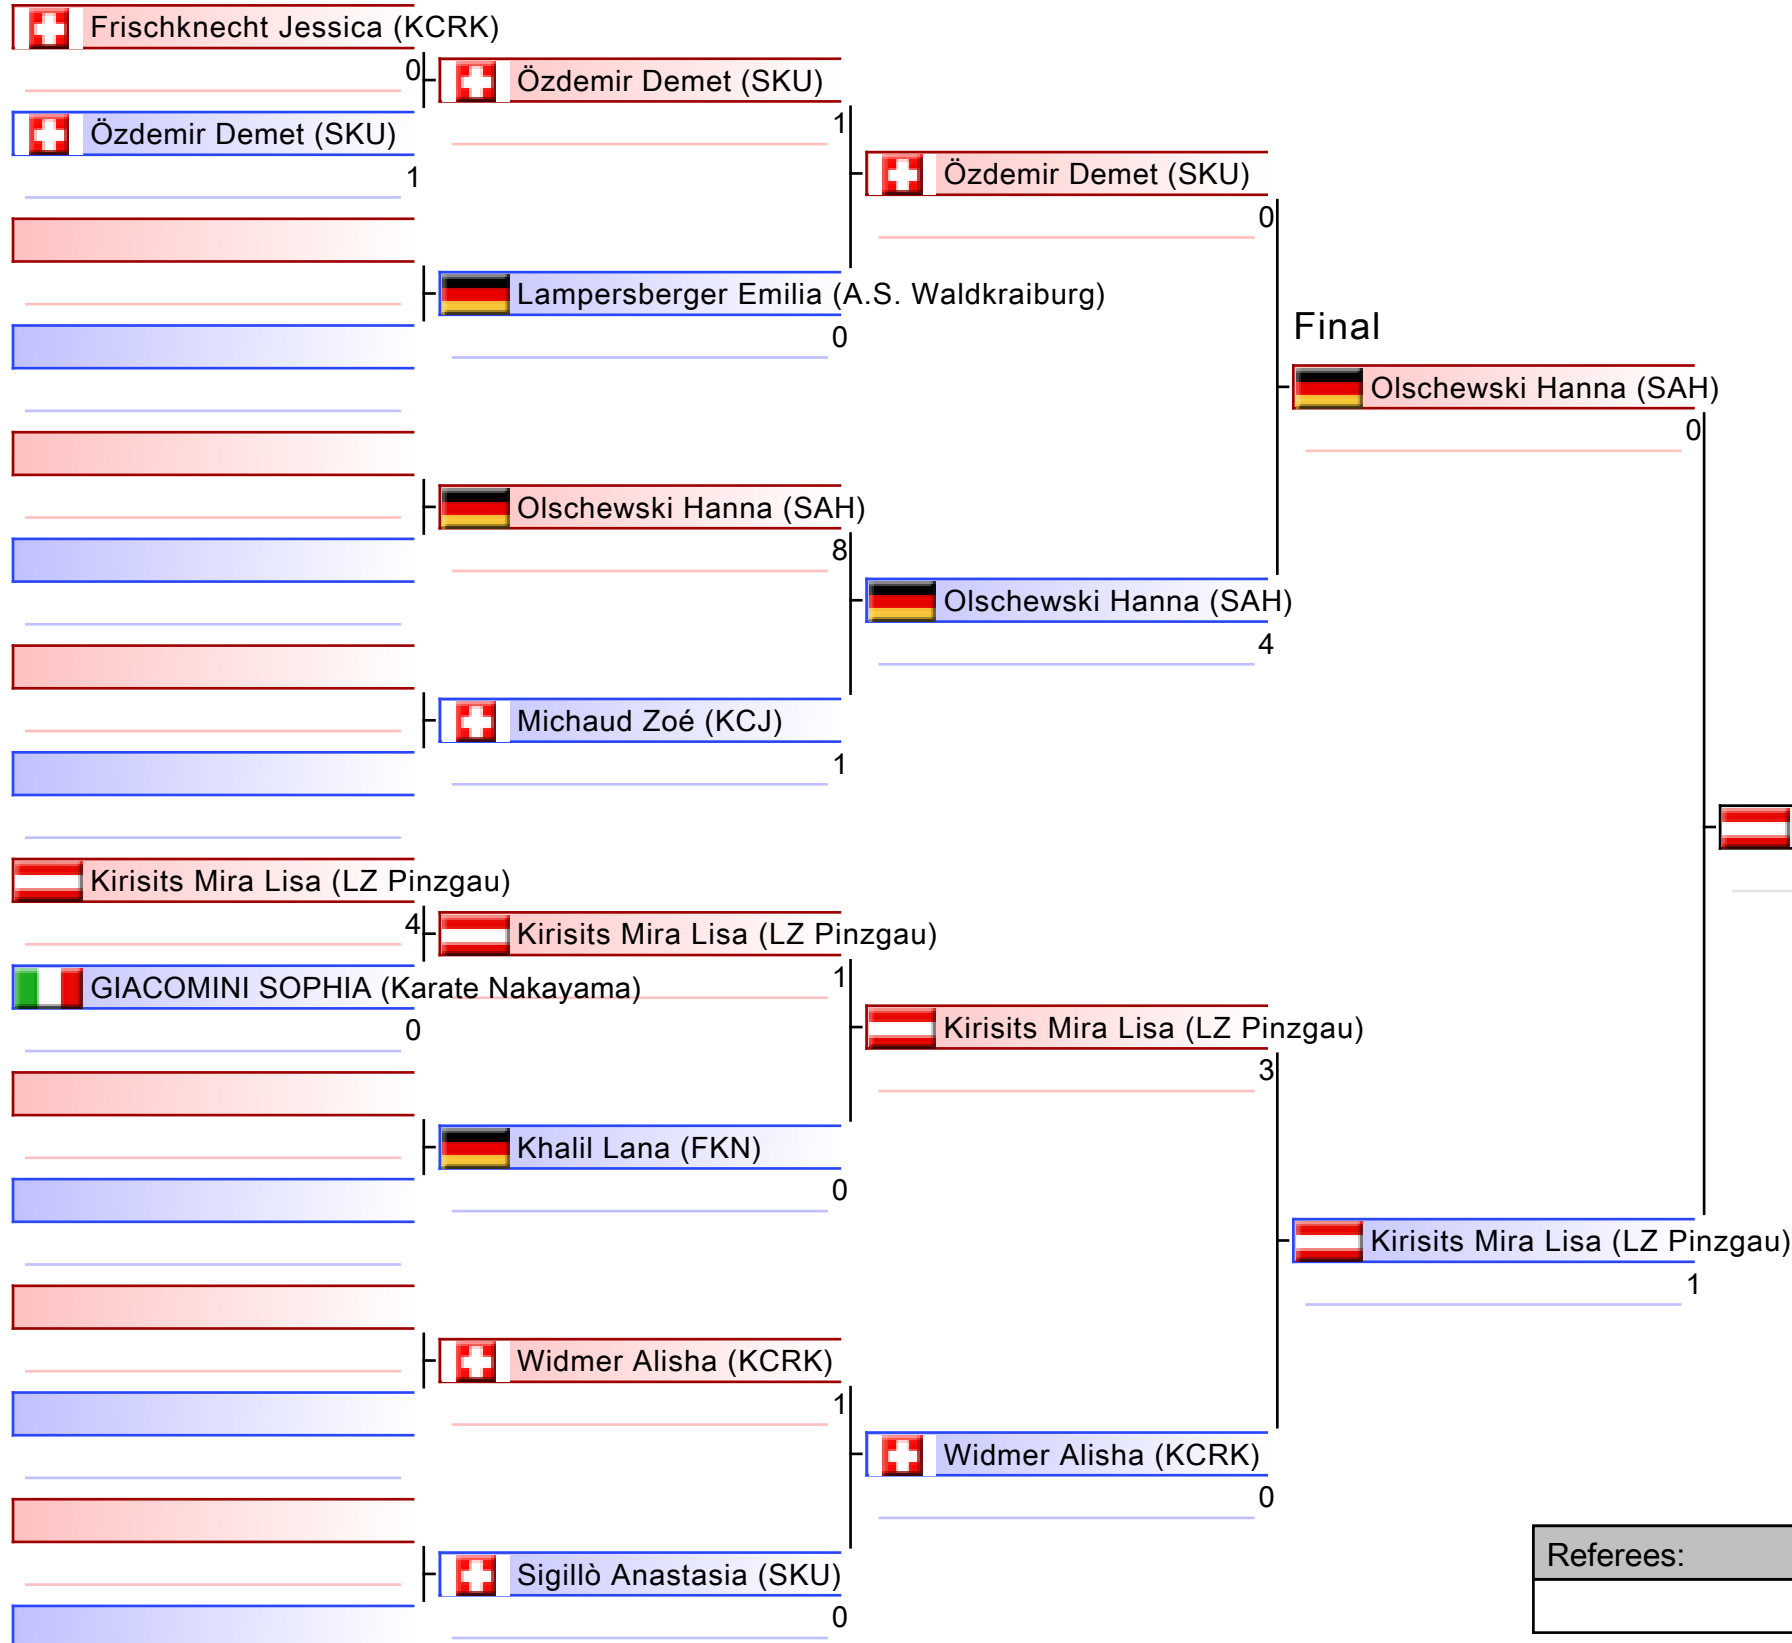 Frischknecht Jessica (KCRK)
0
Özdemir Demet (SKU)
Özdemir Demet (SKU)
1
1
Özdemir Demet (SKU)
0
Lampersberger Emilia (A.S. Waldkraiburg)
0
Final
Olschewski Hanna (SAH)
0
Olschewski Hanna (SAH)
8
Olschewski Hanna (SAH)
4
Michaud Zoé (KCJ)
1
Kirisits Mira Lisa (LZ Pinzgau)
4
Kirisits Mira Lisa (LZ Pinzgau)
1
GIACOMINI SOPHIA (Karate Nakayama)
0
Kirisits Mira Lisa (LZ Pinzgau)
3
Khalil Lana (FKN)
0
Kirisits Mira Lisa (LZ Pinzgau)
1
Widmer Alisha (KCRK)
1
Widmer Alisha (KCRK)
0
Sigillò Anastasia (SKU)
0
Referees: